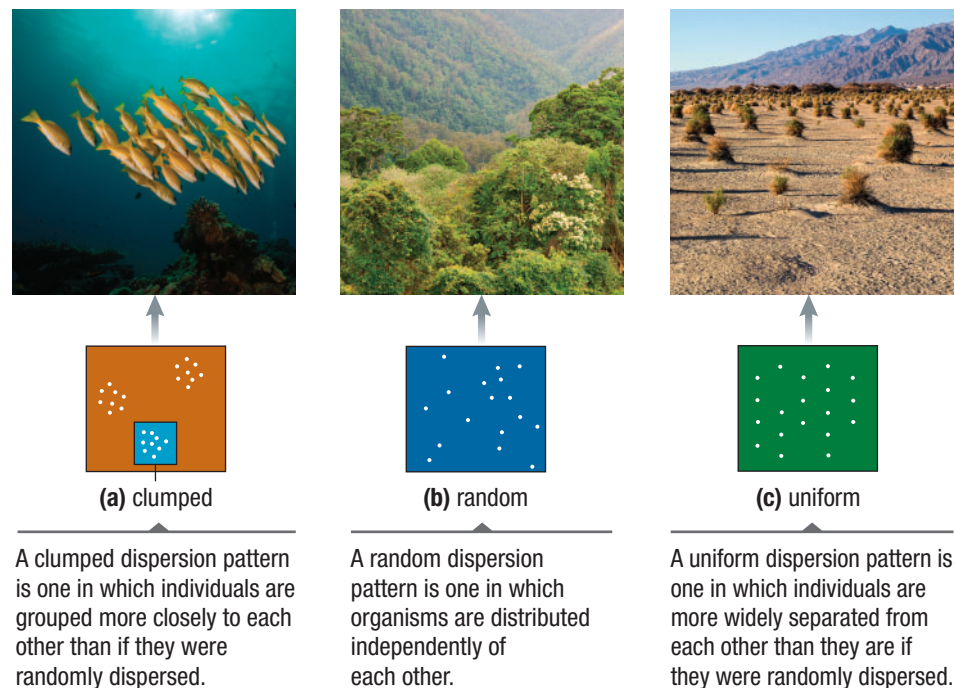 (a) clumped
(b) random
(c) uniform
A clumped dispersion pattern
is one in which individuals are
grouped more closely to each
other than if they were
randomly dispersed.
A random dispersion
pattern is one in which
organisms are distributed
independently of
each other.
A uniform dispersion pattern is
one in which individuals are
more widely separated from
each other than they are if
they were randomly dispersed.